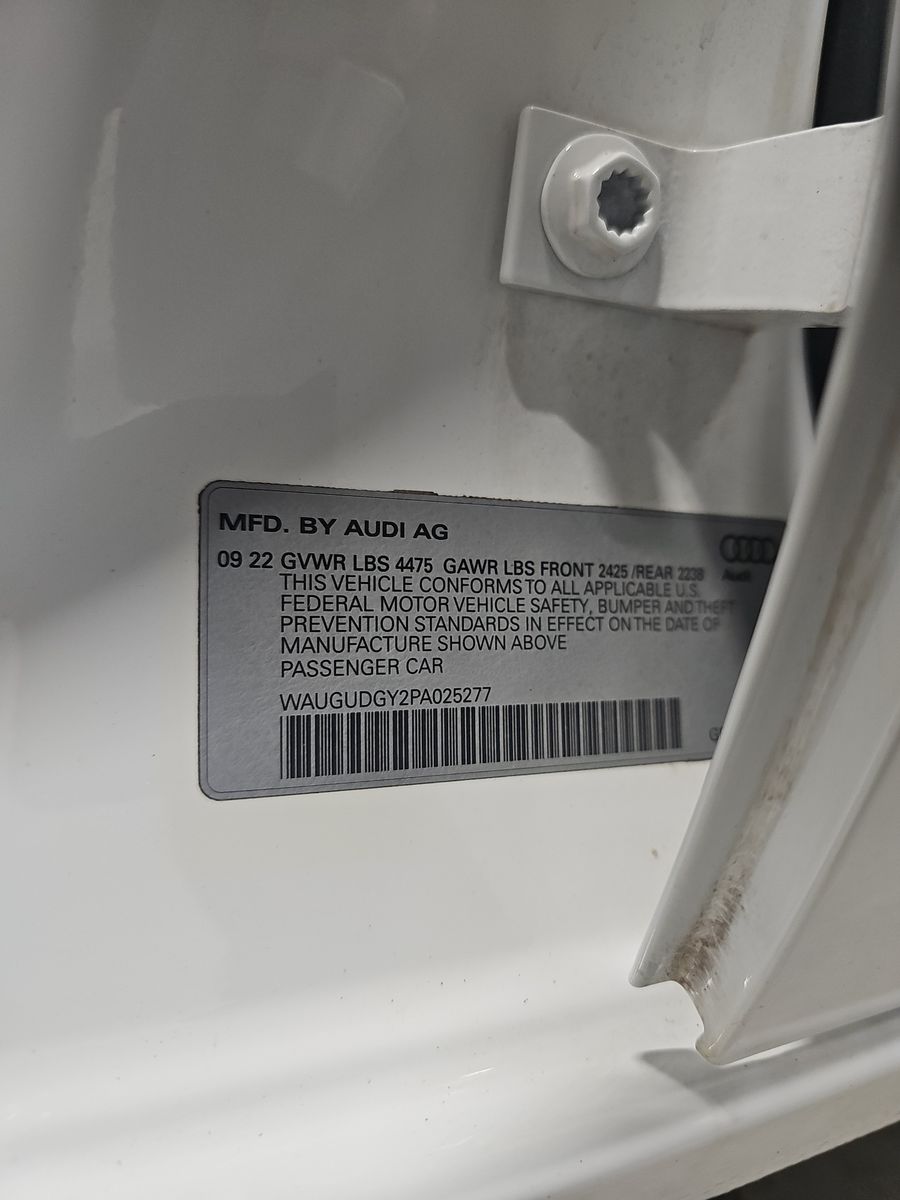 MFD. BY AUDI AG
09 22 GVWR LBS 4475 GAWR LBS FRONT 2425 /REAR 2238
Audi
THIS VEHICLE CONFORMS TO ALL APPLICABLE U.S.
FEDERAL MOTOR VEHICLE SAFETY, BUMPER AND THEFT
PREVENTION STANDARDS IN EFFECT ON THE DATE OF
MANUFACTURE SHOWN ABOVE
PASSENGER CAR
WAUGUDGY2PA025277